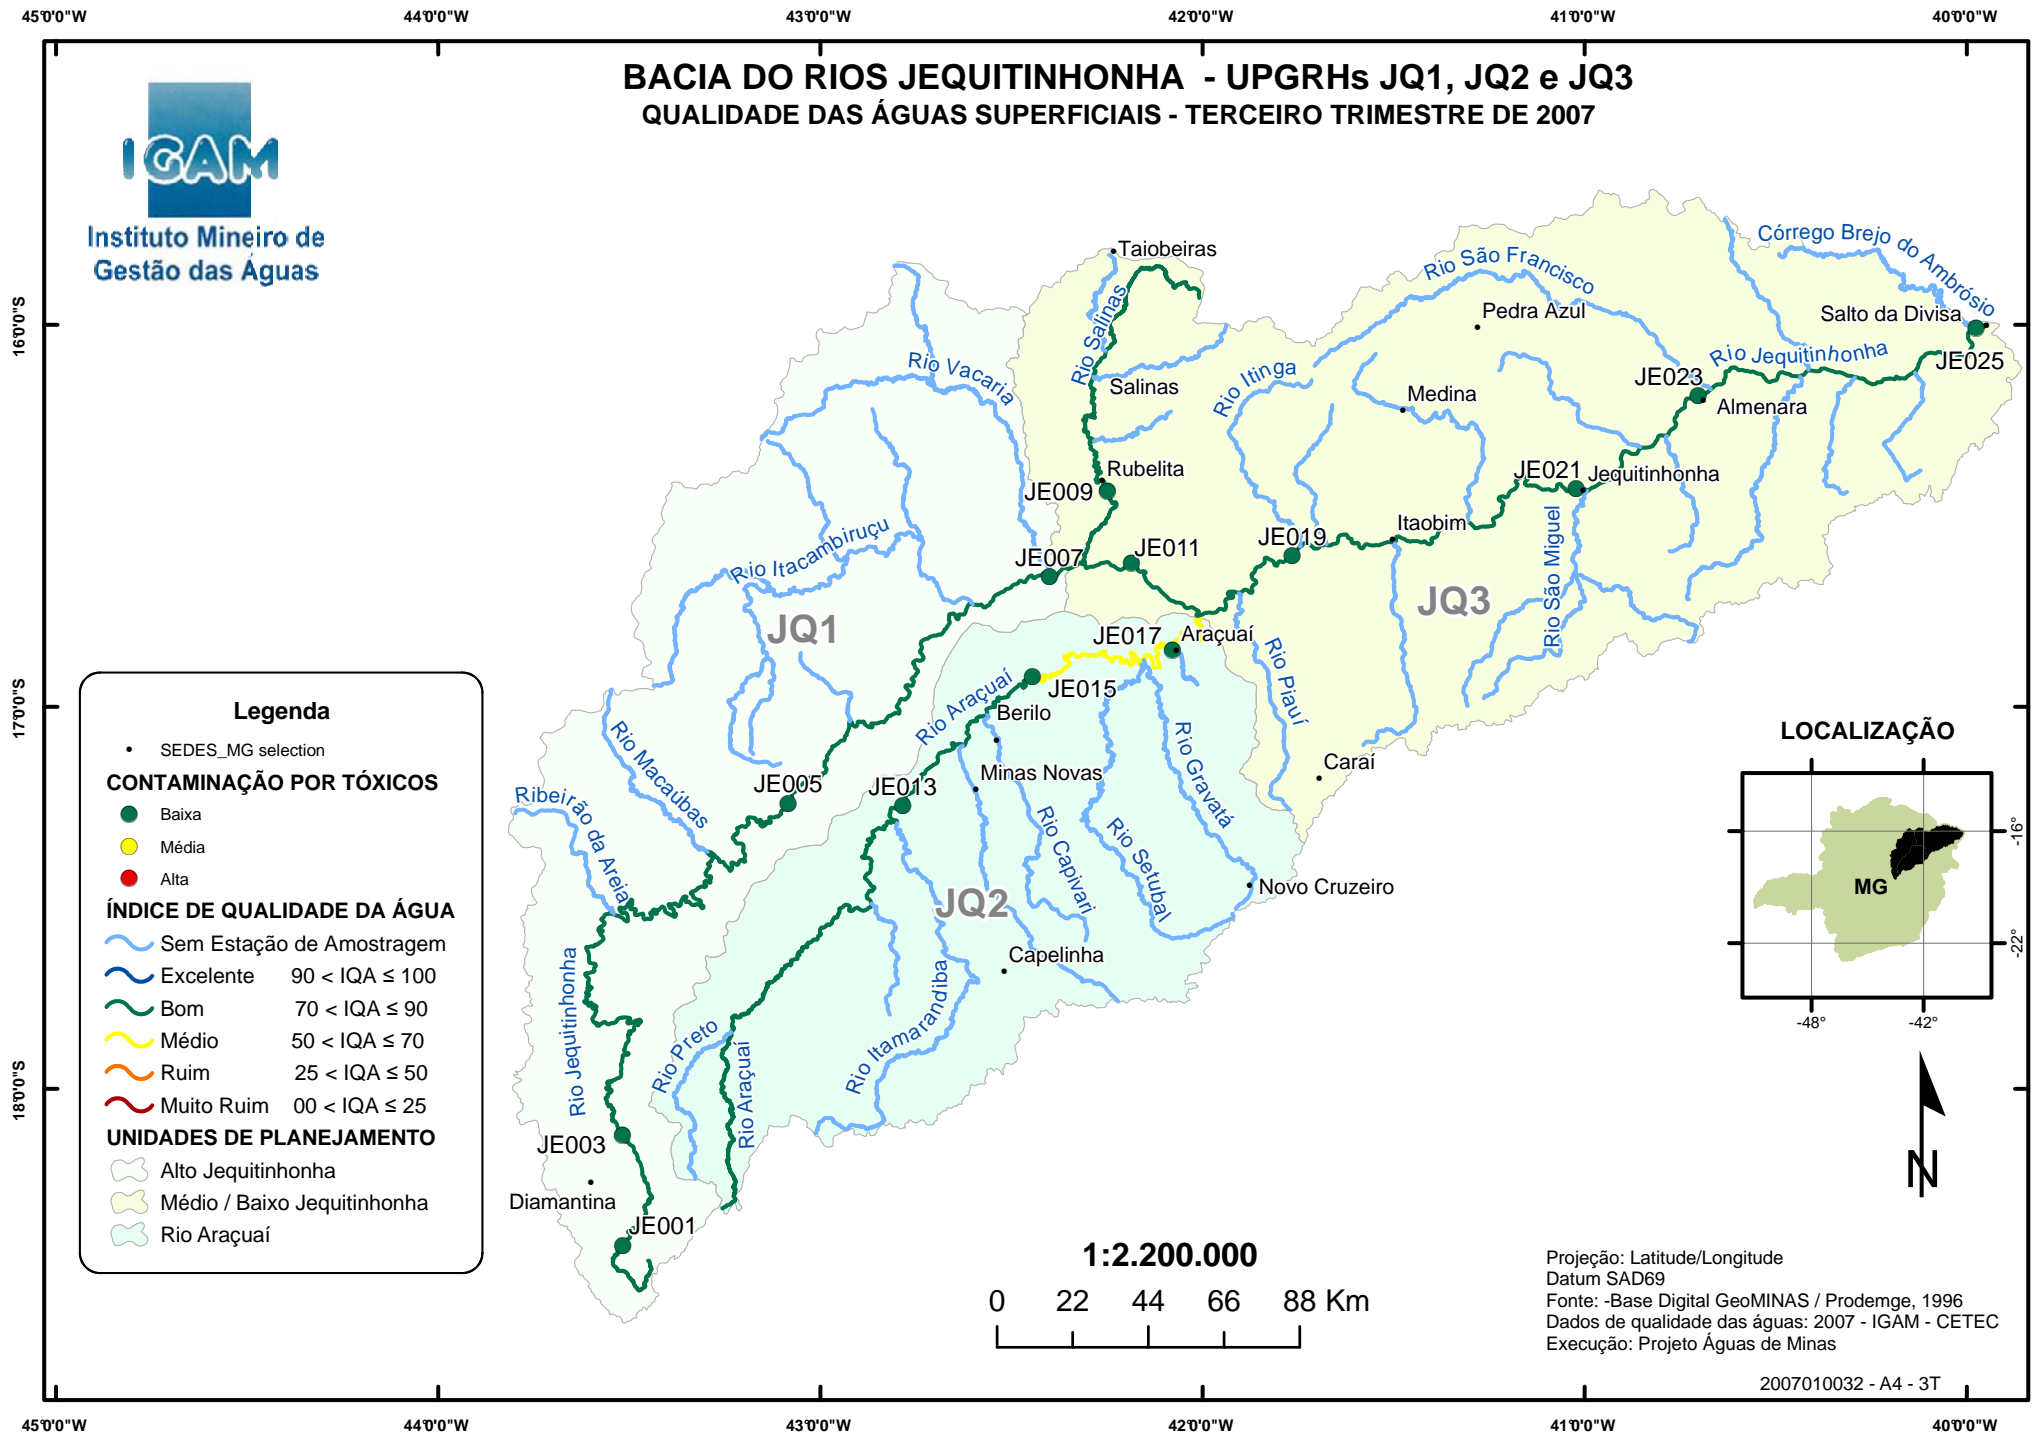 45°0'0"W
44°0'0"W
43°0'0"W
42°0'0"W
41°0'0"W
40°0'0"W
BACIA DO RIOS JEQUITINHONHA - UPGRHs JQ1, JQ2 e JQ3
QUALIDADE DAS ÁGUAS SUPERFICIAIS - TERCEIRO TRIMESTRE DE 2007
IGAM
Instituto Mineiro de
Gestão das Águas
16°0'0"S
17°0'0"S
18°0'0"S
Taiobeiras
Rio Salinas
Salinas
Rubelita
JE009
Rio Vacaria
Rio Itacambiruçu
JQ1
JE007
JE011
Rio São Francisco
Córrego Brejo do Ambrósio
Pedra Azul
Salto da Divisa
JE025
Rio Jequitinhonha
JE023
Almenara
Rio Itinga
Medina
JE021
Jequitinhonha
Itaobim
JE019
JQ3
Rio São Miguel
JE017
Araçuaí
Rio Piauí
JE015
Rio Araçuaí
Berilo
Minas Novas
Caraí
Rio Gravatá
Rio Setubal
Rio Capivari
Novo Cruzeiro
JE013
JE005
Rio Macaúbas
Ribeirão da Areia
JQ2
Capelinha
Rio Itamarandiba
Rio Preto
Rio Araçuaí
Rio Jequitinhonha
JE003
Diamantina
JE001
Legenda
SEDES_MG selection
CONTAMINAÇÃO POR TÓXICOS
Baixa
Média
Alta
ÍNDICE DE QUALIDADE DA ÁGUA
Sem Estação de Amostragem
Excelente 90 < IQA ≤ 100
Bom 70 < IQA ≤ 90
Médio 50 < IQA ≤ 70
Ruim 25 < IQA ≤ 50
Muito Ruim 00 < IQA ≤ 25
UNIDADES DE PLANEJAMENTO
Alto Jequitinhonha
Médio / Baixo Jequitinhonha
Rio Araçuaí
LOCALIZAÇÃO
MG
-16°
-22°
-48°
-42°
N
1:2.200.000
0 22 44 66 88 Km
Projeção: Latitude/Longitude
Datum SAD69
Fonte: -Base Digital GeoMINAS / Prodemge, 1996
Dados de qualidade das águas: 2007 - IGAM - CETEC
Execução: Projeto Águas de Minas
2007010032 - A4 - 3T
45°0'0"W
44°0'0"W
43°0'0"W
42°0'0"W
41°0'0"W
40°0'0"W